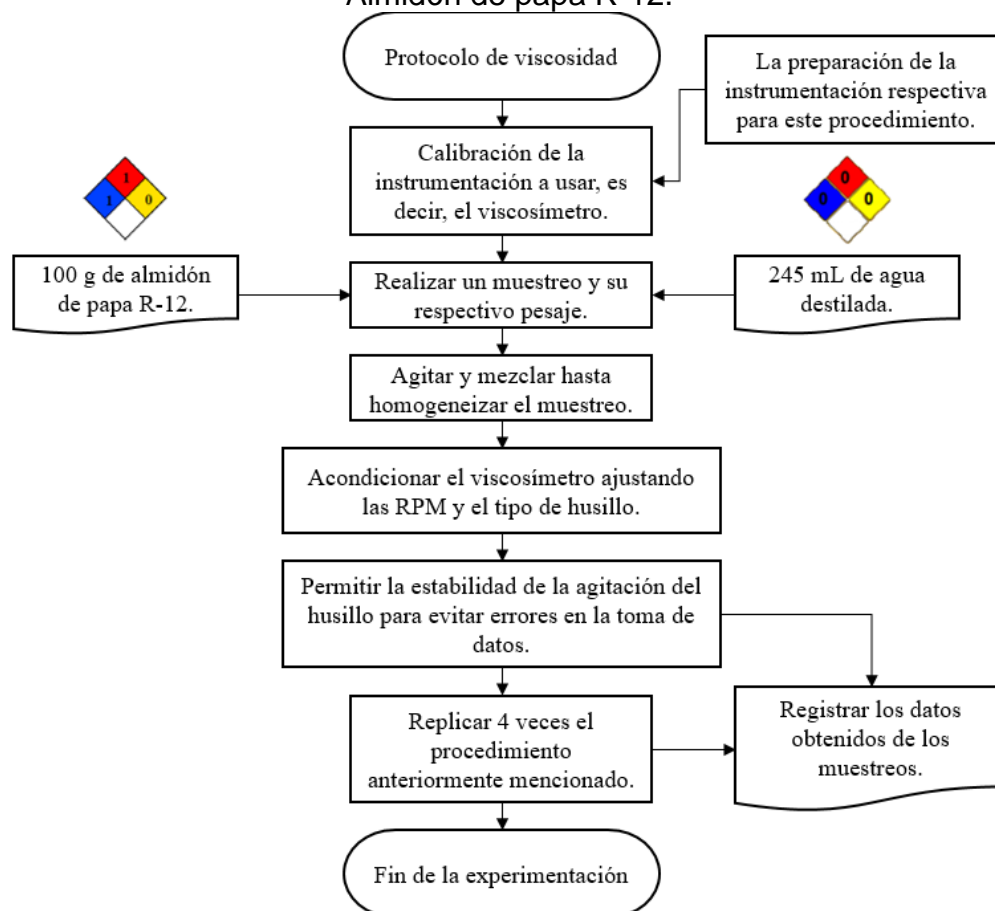 Almidón de papa R-12.
Protocolo de viscosidad
La preparación de la
instrumentación respectiva
para este procedimiento.
Calibración de la
instrumentación a usar, es
decir, el viscosímetro.
1
1
0
0
0
0
100 g de almidón
de papa R-12.
Realizar un muestreo y su
respectivo pesaje.
245 mL de agua
destilada.
Agitar y mezclar hasta
homogeneizar el muestreo.
Acondicionar el viscosímetro ajustando
las RPM y el tipo de husillo.
Permitir la estabilidad de la agitación del
husillo para evitar errores en la toma de
datos.
Replicar 4 veces el
procedimiento
anteriormente mencionado.
Registrar los datos
obtenidos de los
muestreos.
Fin de la experimentación